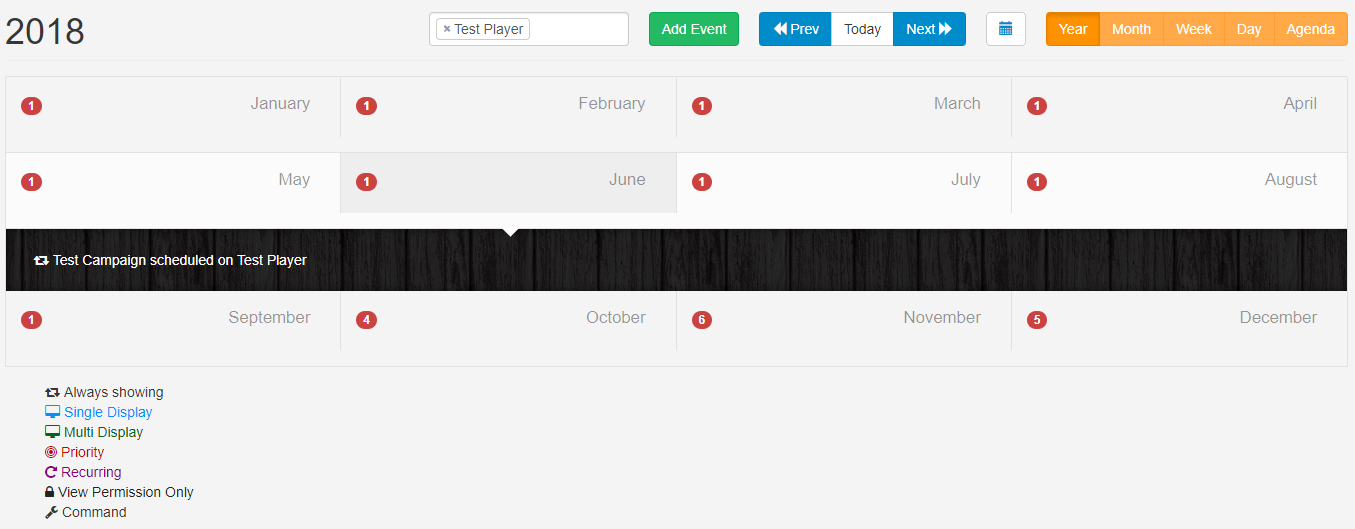 2018 × Test Player Add Event Prev Today Next Year Month Week Day Agenda
1 January 1 February 1 March 1 April
1 May 1 June 1 July 1 August
Test Campaign scheduled on Test Player
1 September 4 October 6 November 5 December
Always showing
Single Display
Multi Display
Priority
Recurring
View Permission Only
Command